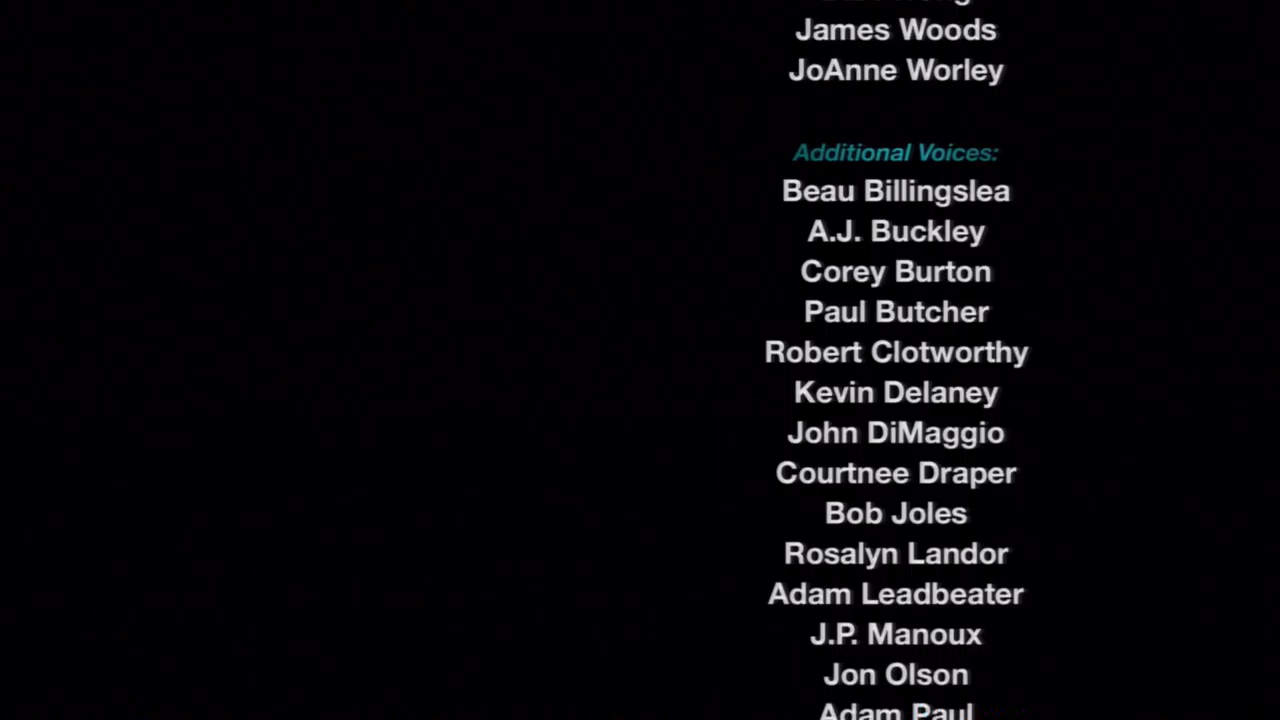 James Woods
JoAnne Worley
Additional Voices:
Beau Billingslea
A.J. Buckley
Corey Burton
Paul Butcher
Robert Clotworthy
Kevin Delaney
John DiMaggio
Courtnee Draper
Bob Joles
Rosalyn Landor
Adam Leadbeater
J.P. Manoux
Jon Olson
Adam Paul